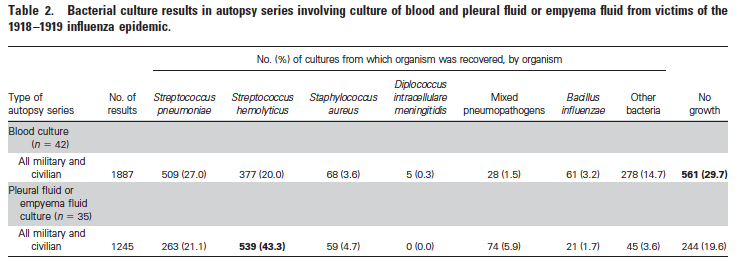 Table 2. Bacterial culture results in autopsy series involving culture of blood and pleural fluid or empyema fluid from victims of the
1918–1919 influenza epidemic.
No. (%) of cultures from which organism was recovered, by organism
Type of autopsy series No. of results Streptococcus pneumoniae Streptococcus hemolyticus Staphylococcus aureus Diplococcus intracellulare meningitidis Mixed pneumopathogens Bacillus influenzae Other bacteria No growth
Blood culture
(n = 42)
All military and
civilian 1887 509 (27.0) 377 (20.0) 68 (3.6) 5 (0.3) 28 (1.5) 61 (3.2) 278 (14.7) 561 (29.7)
Pleural fluid or
empyema fluid
culture (n = 35)
All military and
civilian 1245 263 (21.1) 539 (43.3) 59 (4.7) 0 (0.0) 74 (5.9) 21 (1.7) 45 (3.6) 244 (19.6)